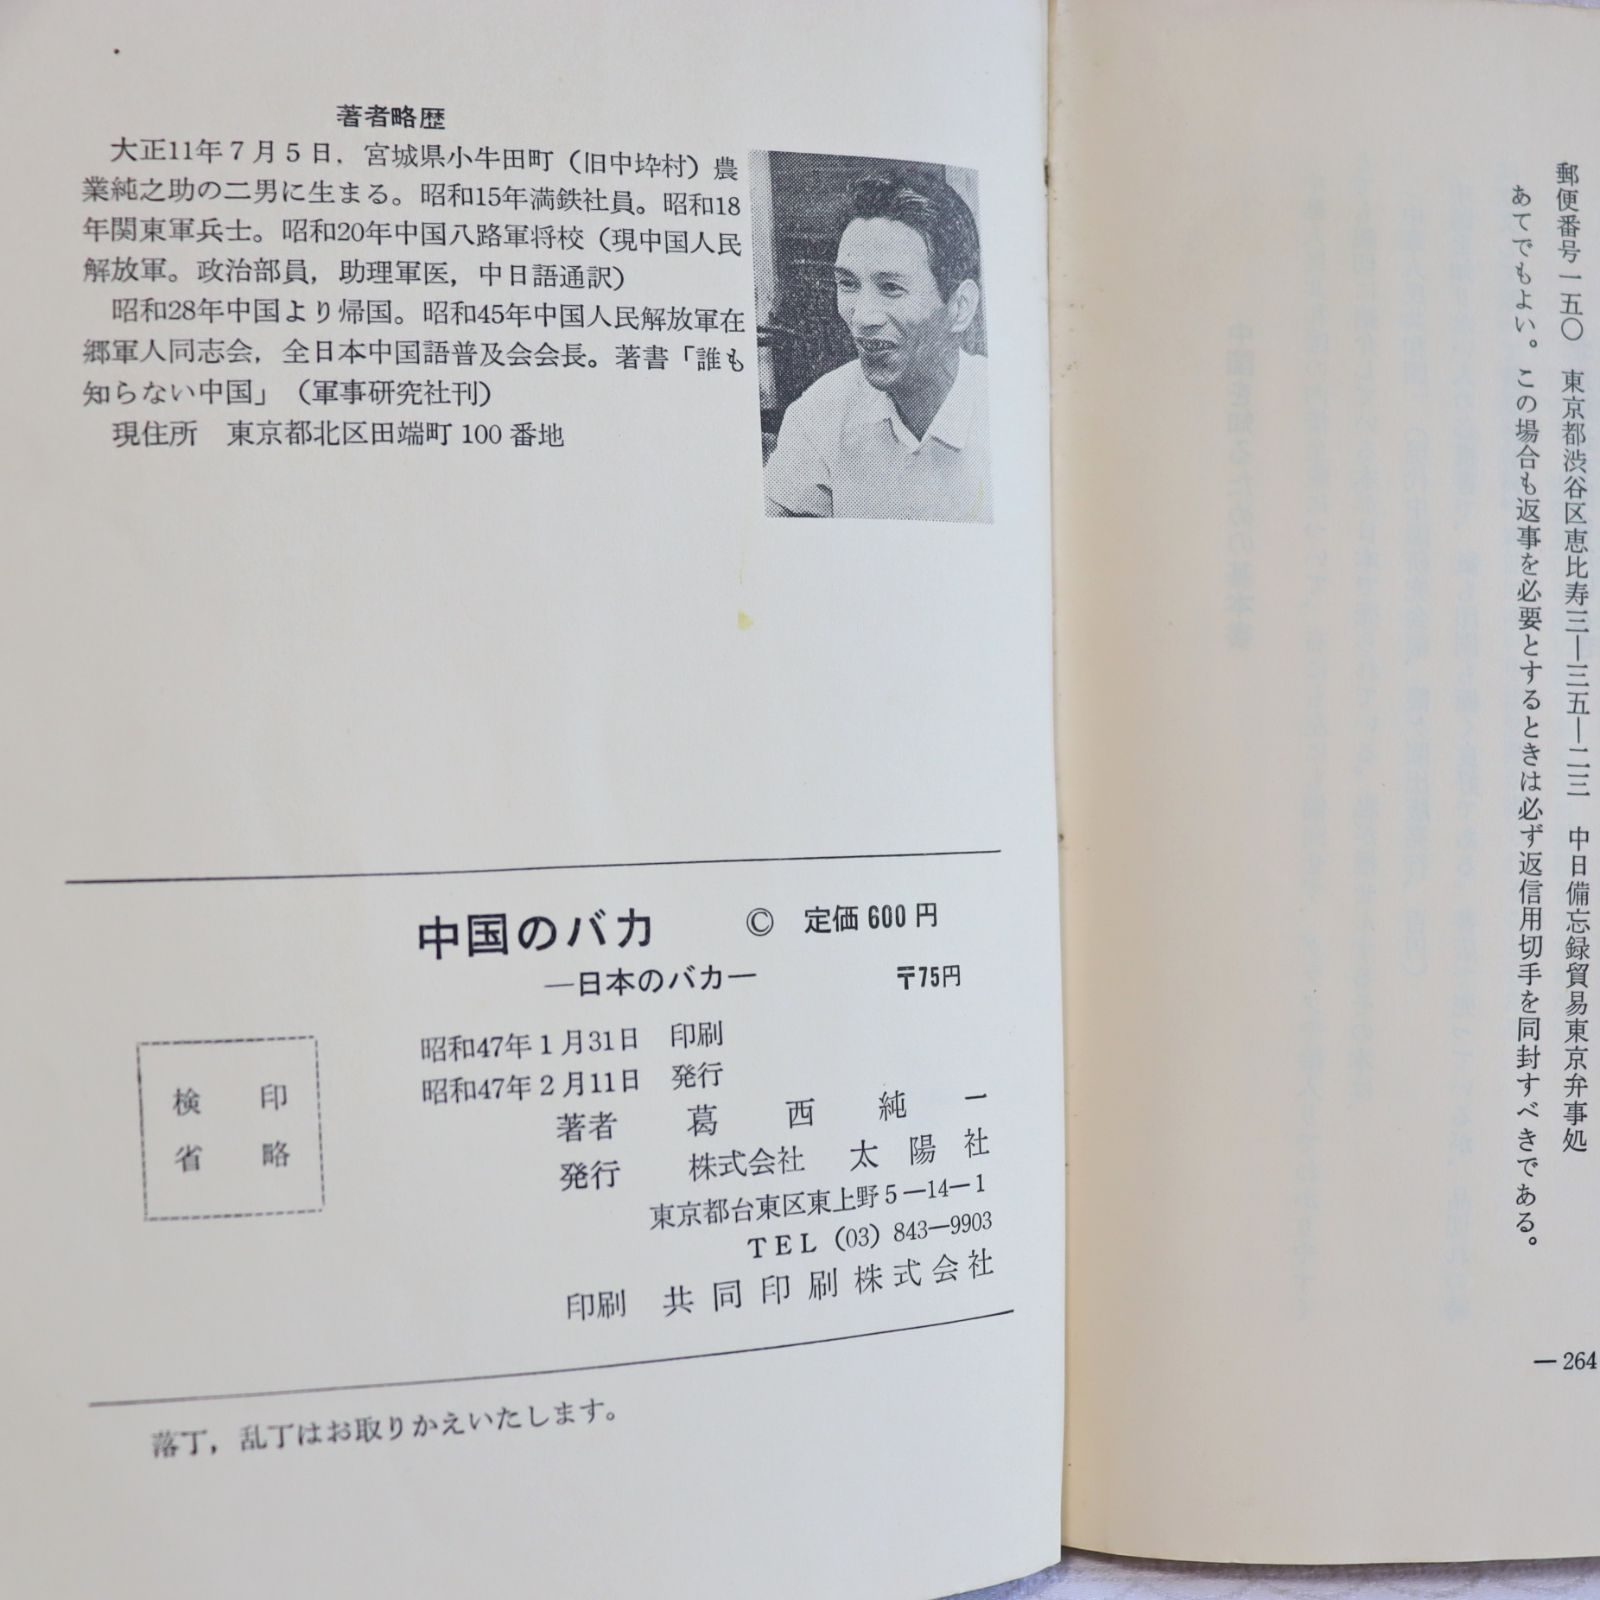 郵便番号一五〇　東京都渋谷区恵比寿三―三五―二三　中日備忘録貿易東京弁事処
あてでもよい。この場合も返事を必要とするときは必ず返信用切手を同封すべきである。
― 264
著者略歴
大正11年7月5日，宮城県小牛田町（旧中埣村）農
業純之助の二男に生まる。昭和15年満鉄社員。昭和18
年関東軍兵士。昭和20年中国八路軍将校（現中国人民
解放軍。政治部員，助理軍医，中日語通訳）
昭和28年中国より帰国。昭和45年中国人民解放軍在
郷軍人同志会，全日本中国語普及会会長。著書「誰も
知らない中国」（軍事研究社刊）
現住所　東京都北区田端町100番地
中国のバカ　©　定価600円
―日本のバカ―　〒75円
昭和47年1月31日　印刷
昭和47年2月11日　発行
著者　葛西純一
発行　株式会社　太陽社
東京都台東区東上野5―14―1
TEL（03）843―9903
印刷　共同印刷株式会社
検印
省略
落丁，乱丁はお取りかえいたします。